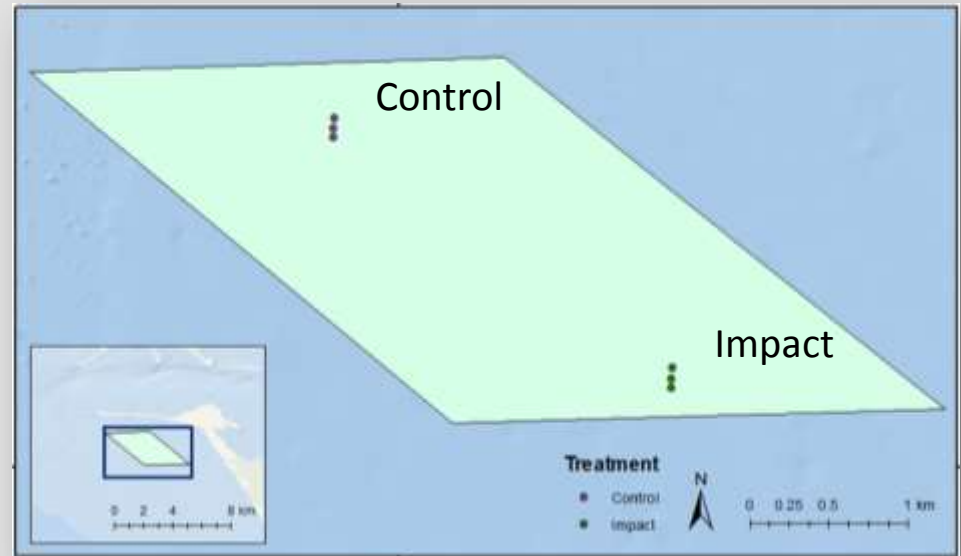 Control
Impact
Treatment
Control
Impact
N
0 0.25 0.5 1 km
0 2 4 8 km